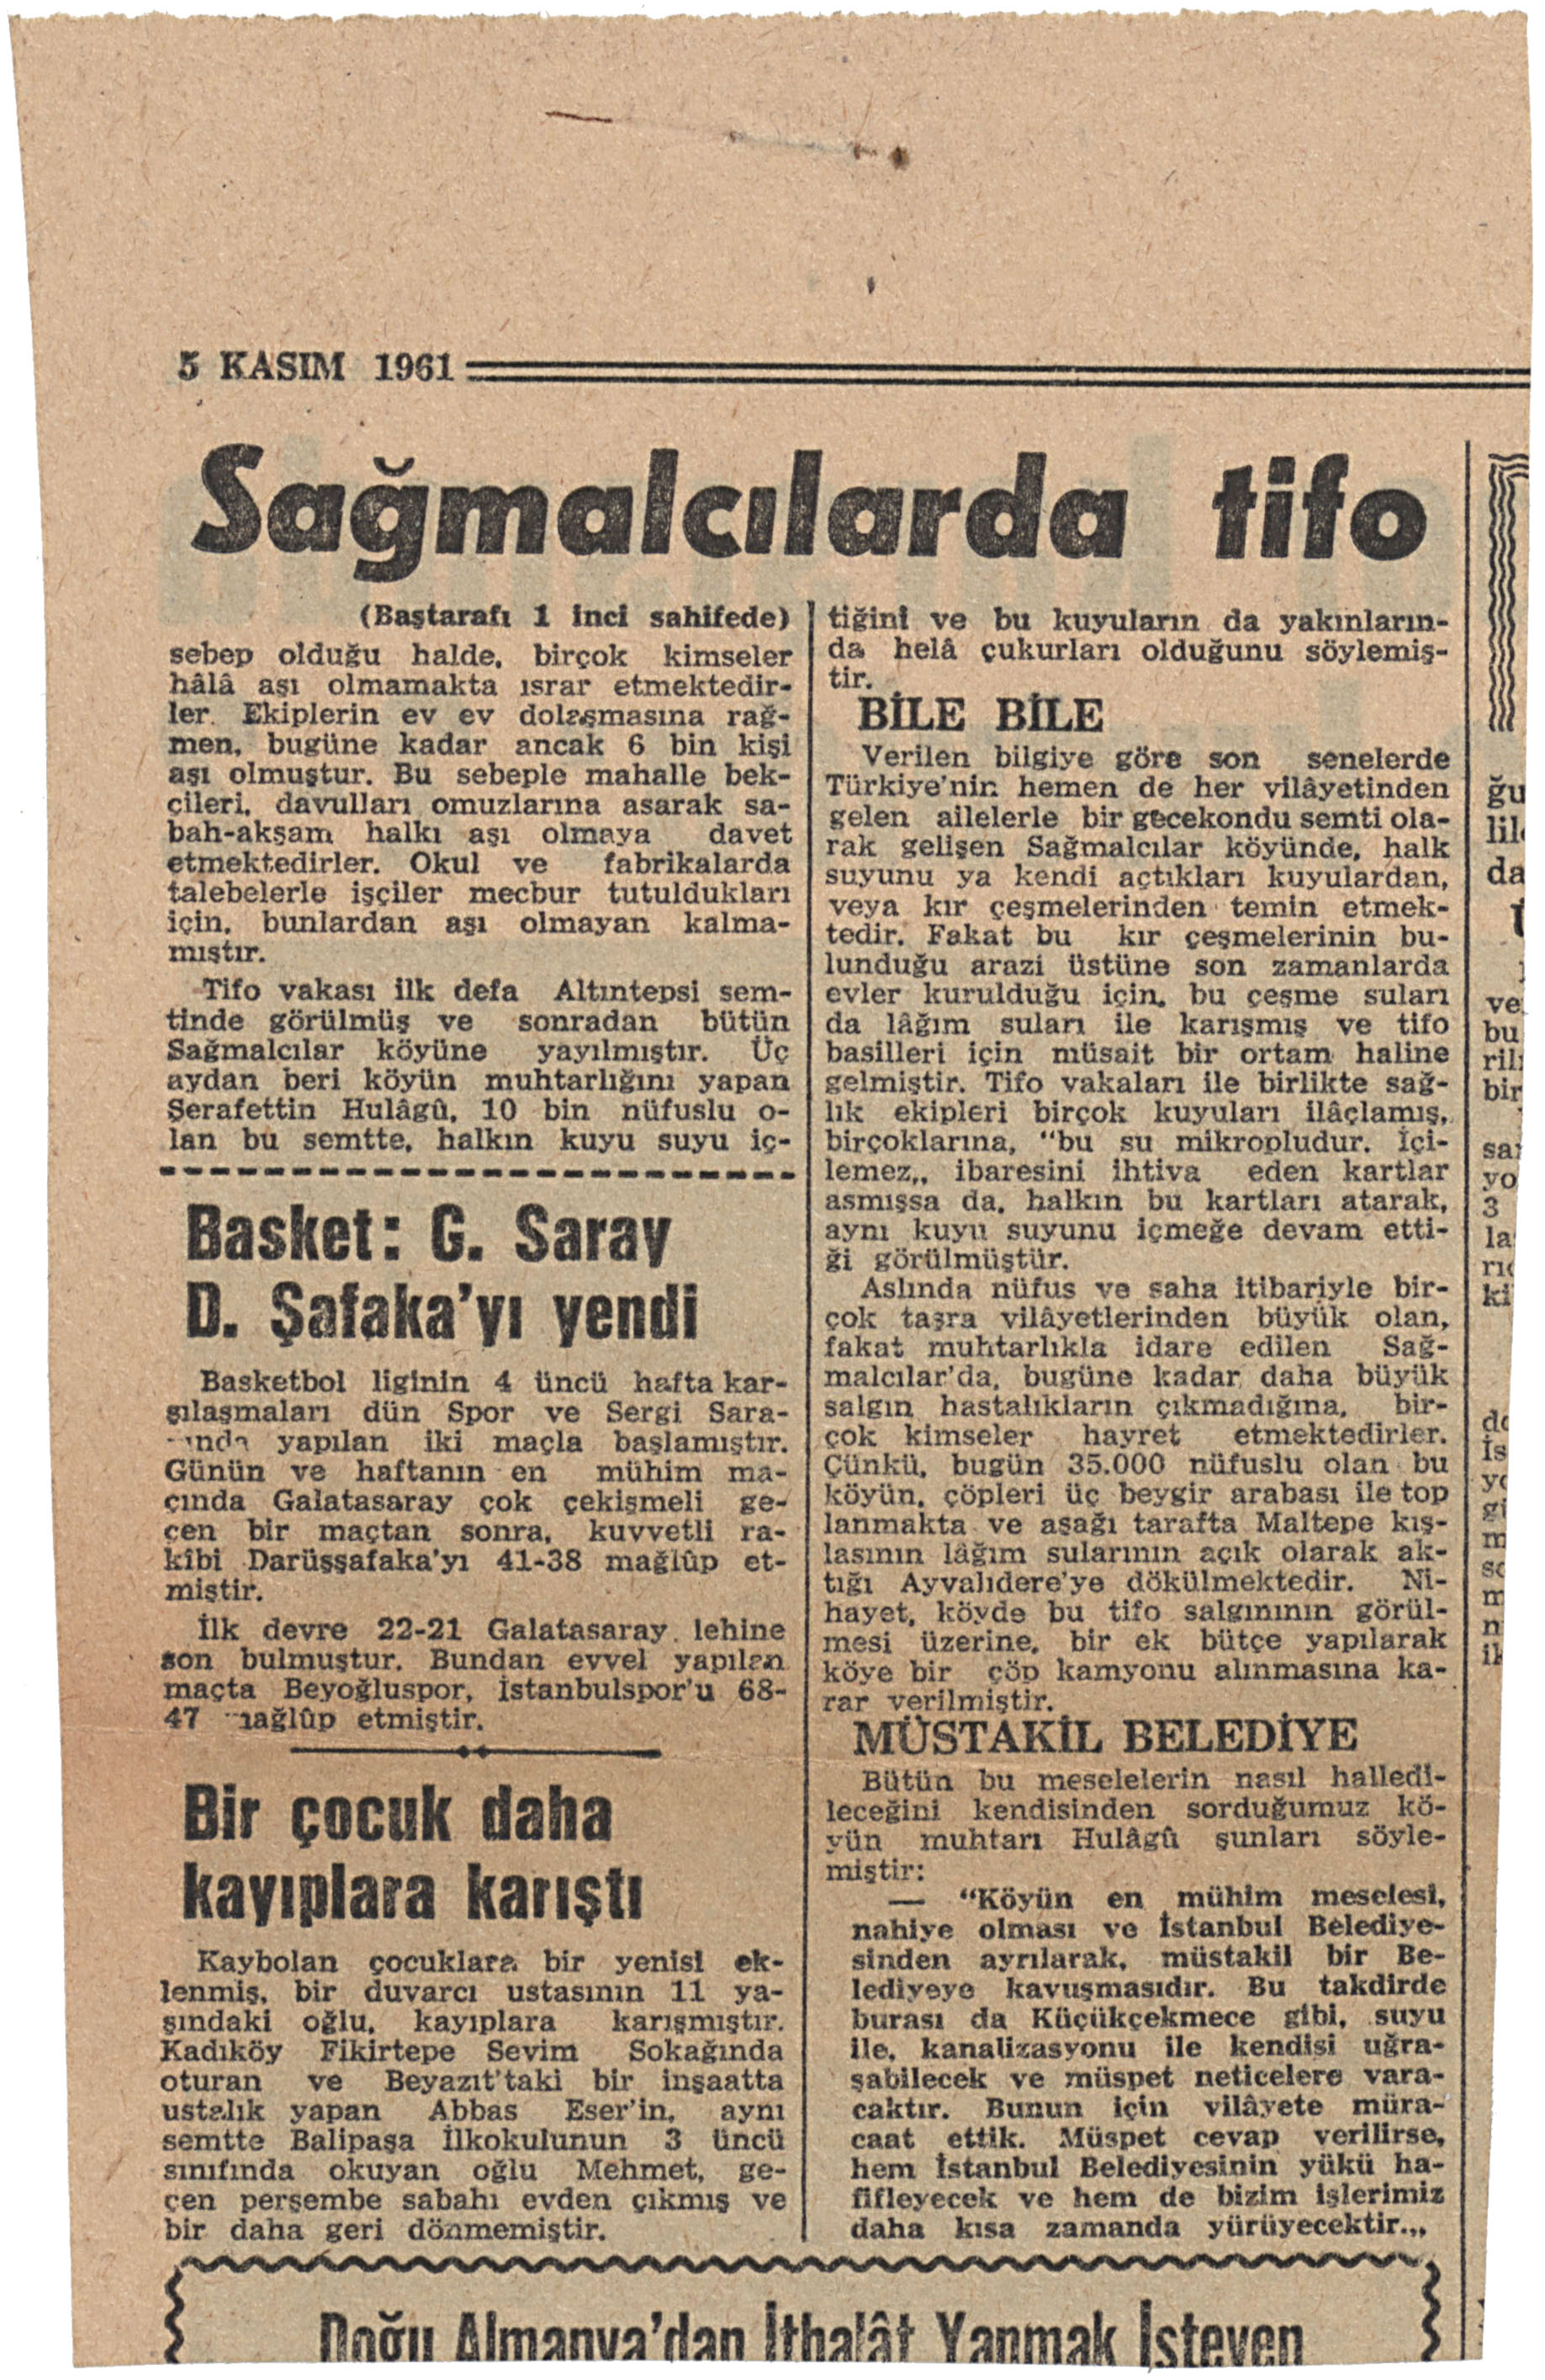 5 KASIM 1961
Sağmalcılarda tifo
(Baştarafı 1 inci sahifede)
sebep olduğu halde, birçok kimseler
hâlâ aşı olmamakta ısrar etmektedir-
ler. Ekiplerin ev ev dolaşmasına rağ-
men, bugüne kadar ancak 6 bin kişi
aşı olmuştur. Bu sebeple mahalle bek-
çileri, davulları omuzlarına asarak sa-
bah-akşam halkı aşı olmaya davet
etmektedirler. Okul ve fabrikalarda
talebelerle işçiler mecbur tutuldukları
için, bunlardan aşı olmayan kalma-
mıştır.
Tifo vakası ilk defa Altıntepsi sem-
tinde görülmüş ve sonradan bütün
Sağmalcılar köyüne yayılmıştır. Üç
aydan beri köyün muhtarlığını yapan
Şerafettin Hulâgû, 10 bin nüfuslu o-
lan bu semtte, halkın kuyu suyu iç-
tiğini ve bu kuyuların da yakınların-
da helâ çukurları olduğunu söylemiş-
tir.
BİLE BİLE
Verilen bilgiye göre son senelerde
Türkiye'nin hemen de her vilâyetinden
gelen ailelerle bir gecekondu semti ola-
rak gelişen Sağmalcılar köyünde, halk
suyunu ya kendi açtıkları kuyulardan,
veya kır çeşmelerinden temin etmek-
tedir. Fakat bu kır çeşmelerinin bu-
lunduğu arazi üstüne son zamanlarda
evler kurulduğu için, bu çeşme suları
da lâğım suları ile karışmış ve tifo
basilleri için müsait bir ortam haline
gelmiştir. Tifo vakaları ile birlikte sağ-
lık ekipleri birçok kuyuları ilâçlamış,
birçoklarına, "bu su mikropludur. İçi-
lemez,, ibaresini ihtiva eden kartlar
asmışsa da, halkın bu kartları atarak,
aynı kuyu suyunu içmeğe devam etti-
ği görülmüştür.
Aslında nüfus ve saha itibariyle bir-
çok taşra vilâyetlerinden büyük olan,
fakat muhtarlıkla idare edilen Sağ-
malcılar'da, bugüne kadar daha büyük
salgın hastalıkların çıkmadığına, bir-
çok kimseler hayret etmektedirler.
Çünkü, bugün 35.000 nüfuslu olan bu
köyün, çöpleri üç beygir arabası ile top
lanmakta ve aşağı tarafta Maltepe kış-
lasının lâğım sularının açık olarak ak-
tığı Ayvalıdere'ye dökülmektedir. Ni-
hayet, köyde bu tifo salgınının görül-
mesi üzerine, bir ek bütçe yapılarak
köye bir çöp kamyonu alınmasına ka-
rar verilmiştir.
MÜSTAKİL BELEDİYE
Bütün bu meselelerin nasıl halledi-
leceğini kendisinden sorduğumuz kö-
yün muhtarı Hulâgû şunları söyle-
miştir:
— "Köyün en mühim meselesi,
nahiye olması ve İstanbul Belediye-
sinden ayrılarak, müstakil bir Be-
lediyeye kavuşmasıdır. Bu takdirde
burası da Küçükçekmece gibi, suyu
ile, kanalizasyonu ile kendisi uğra-
şabilecek ve müspet neticelere vara-
caktır. Bunun için vilâyete müra-
caat ettik. Müspet cevap verilirse,
hem İstanbul Belediyesinin yükü ha-
fifleyecek ve hem de bizim işlerimiz
daha kısa zamanda yürüyecektir.,,
Basket: G. Saray
D. Şafaka'yı yendi
Basketbol liginin 4 üncü hafta kar-
şılaşmaları dün Spor ve Sergi Sara-
yapılan iki maçla başlamıştır.
Günün ve haftanın en mühim ma-
çında Galatasaray çok çekişmeli ge-
çen bir maçtan sonra, kuvvetli ra-
kîbi Darüşşafaka'yı 41-38 mağlûp et-
miştir.
İlk devre 22-21 Galatasaray lehine
son bulmuştur. Bundan evvel yapılan
maçta Beyoğluspor, İstanbulspor'u 68-
47 mağlûp etmiştir.
Bir çocuk daha
kayıplara karıştı
Kaybolan çocuklara bir yenisi ek-
lenmiş, bir duvarcı ustasının 11 ya-
şındaki oğlu, kayıplara karışmıştır.
Kadıköy Fikirtepe Sevim Sokağında
oturan ve Beyazıt'taki bir inşaatta
ustalık yapan Abbas Eser'in, aynı
semtte Balipaşa İlkokulunun 3 üncü
sınıfında okuyan oğlu Mehmet, ge-
çen perşembe sabahı evden çıkmış ve
bir daha geri dönmemiştir.
Doğu Almanya'dan İthalât Yapmak İsteyen